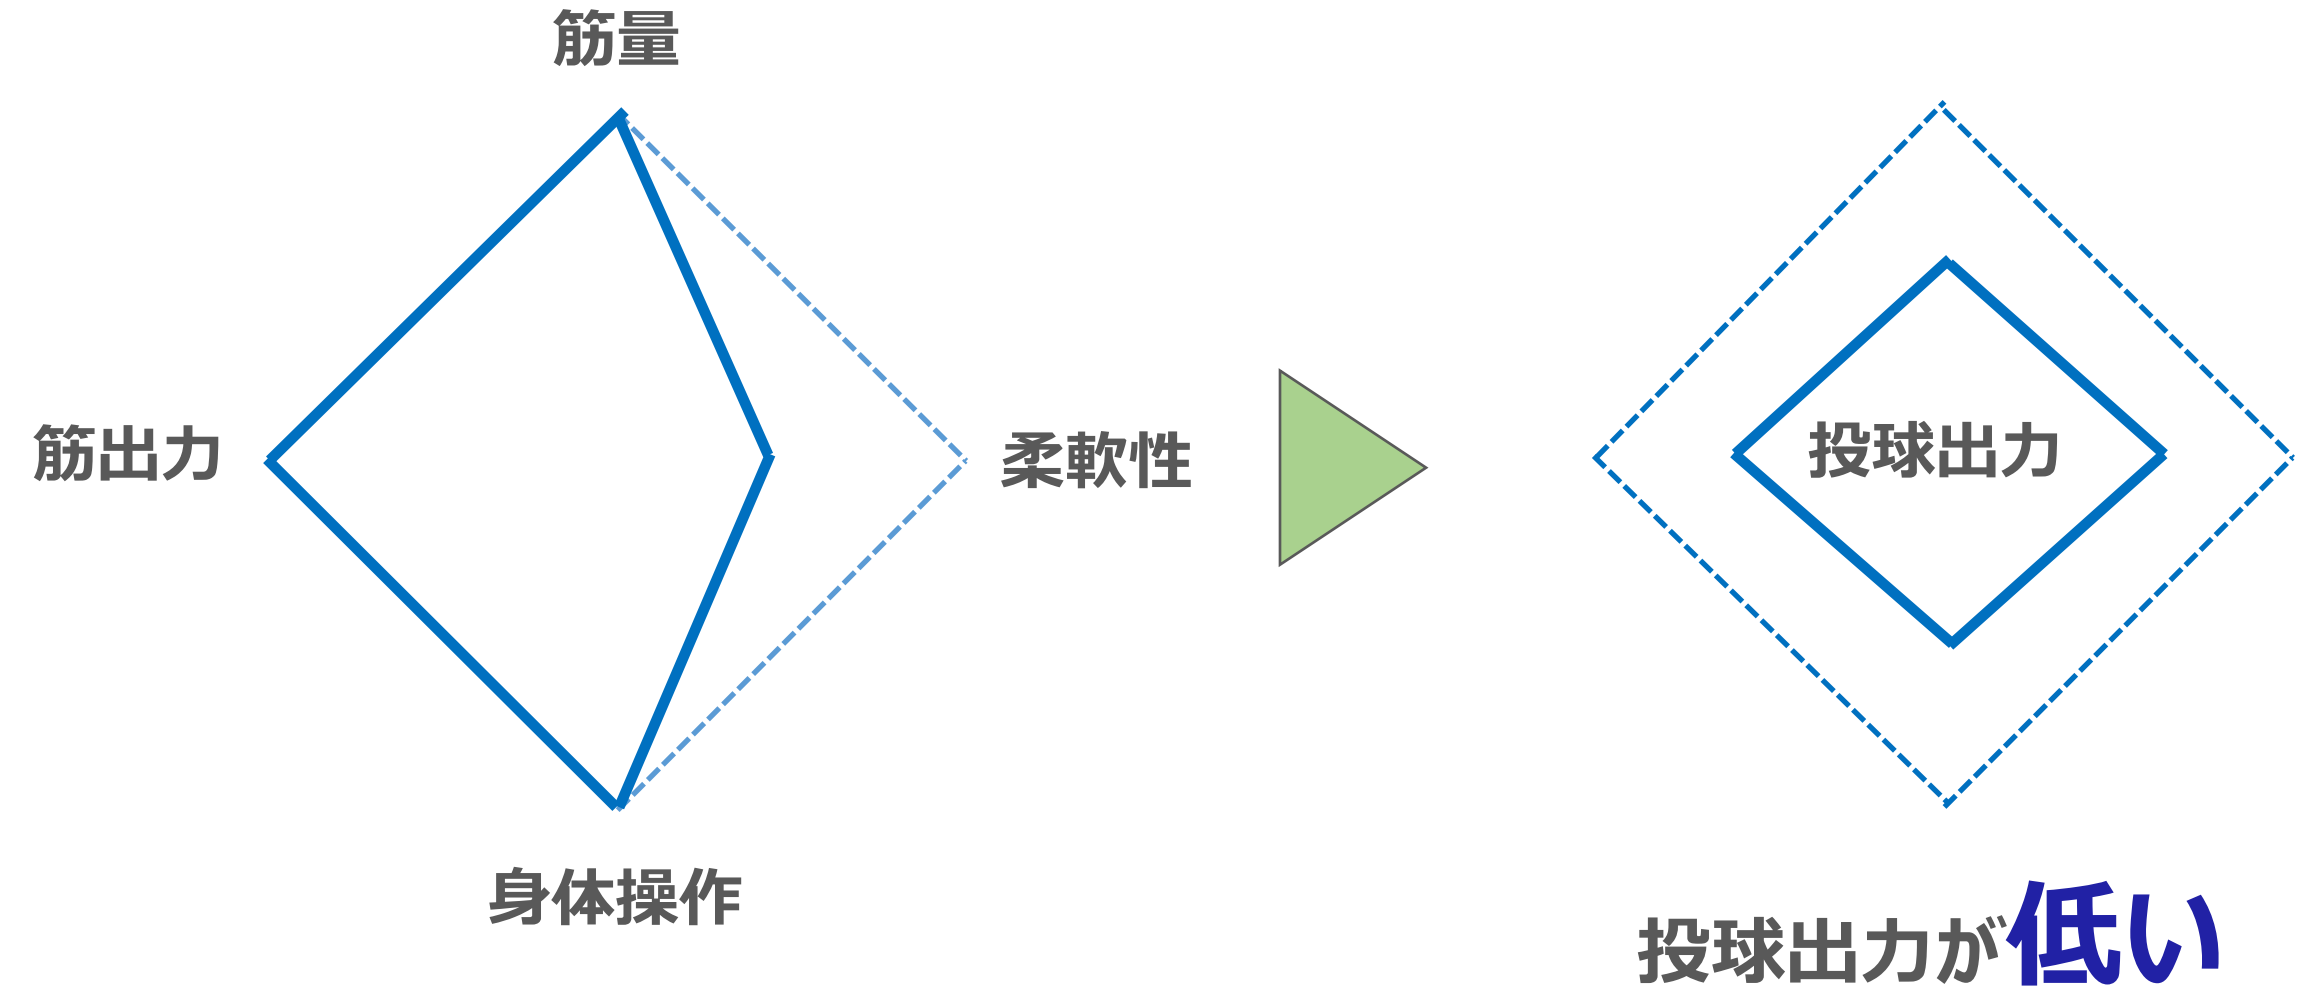 筋量
筋出力
柔軟性
身体操作
投球出力
投球出力が低い